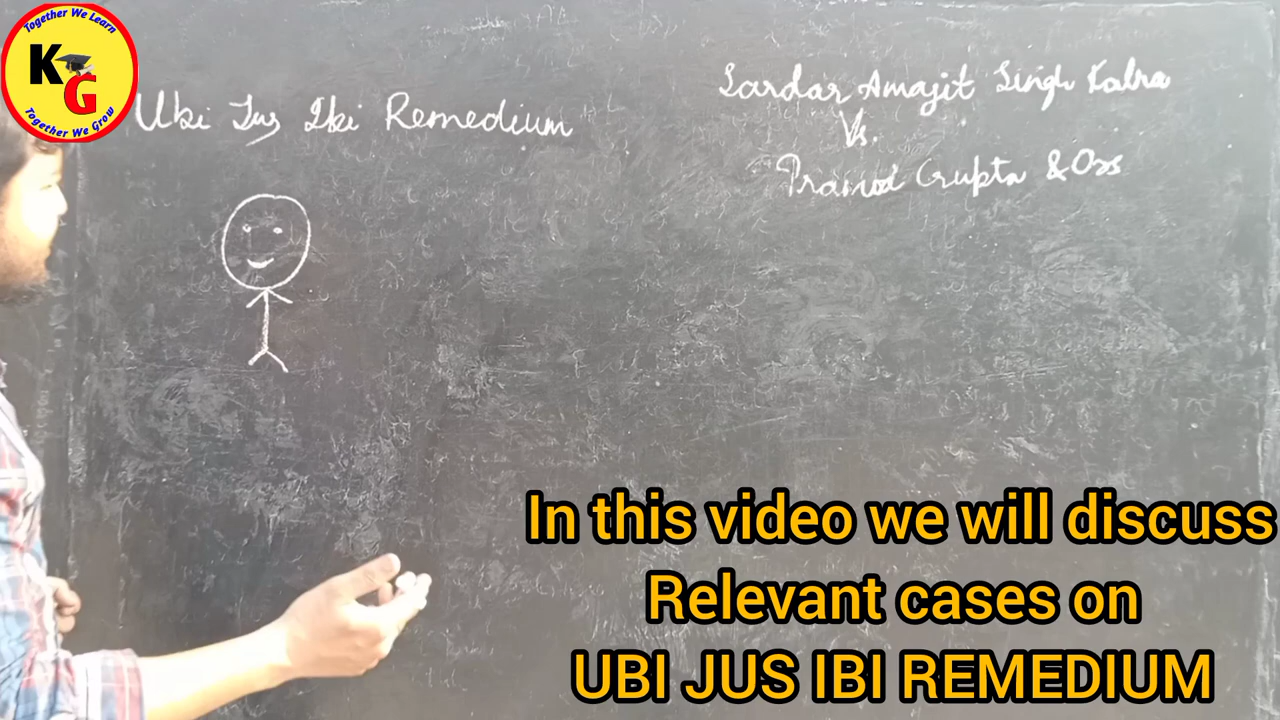 Together We Learn
KG
Together We Grow
Ubi Jus Ibi Remedium
Sardar Amajit Singh Kalra
Vs.
Pramod Gupta & Ors
In this video we will discuss
Relevant cases on
UBI JUS IBI REMEDIUM